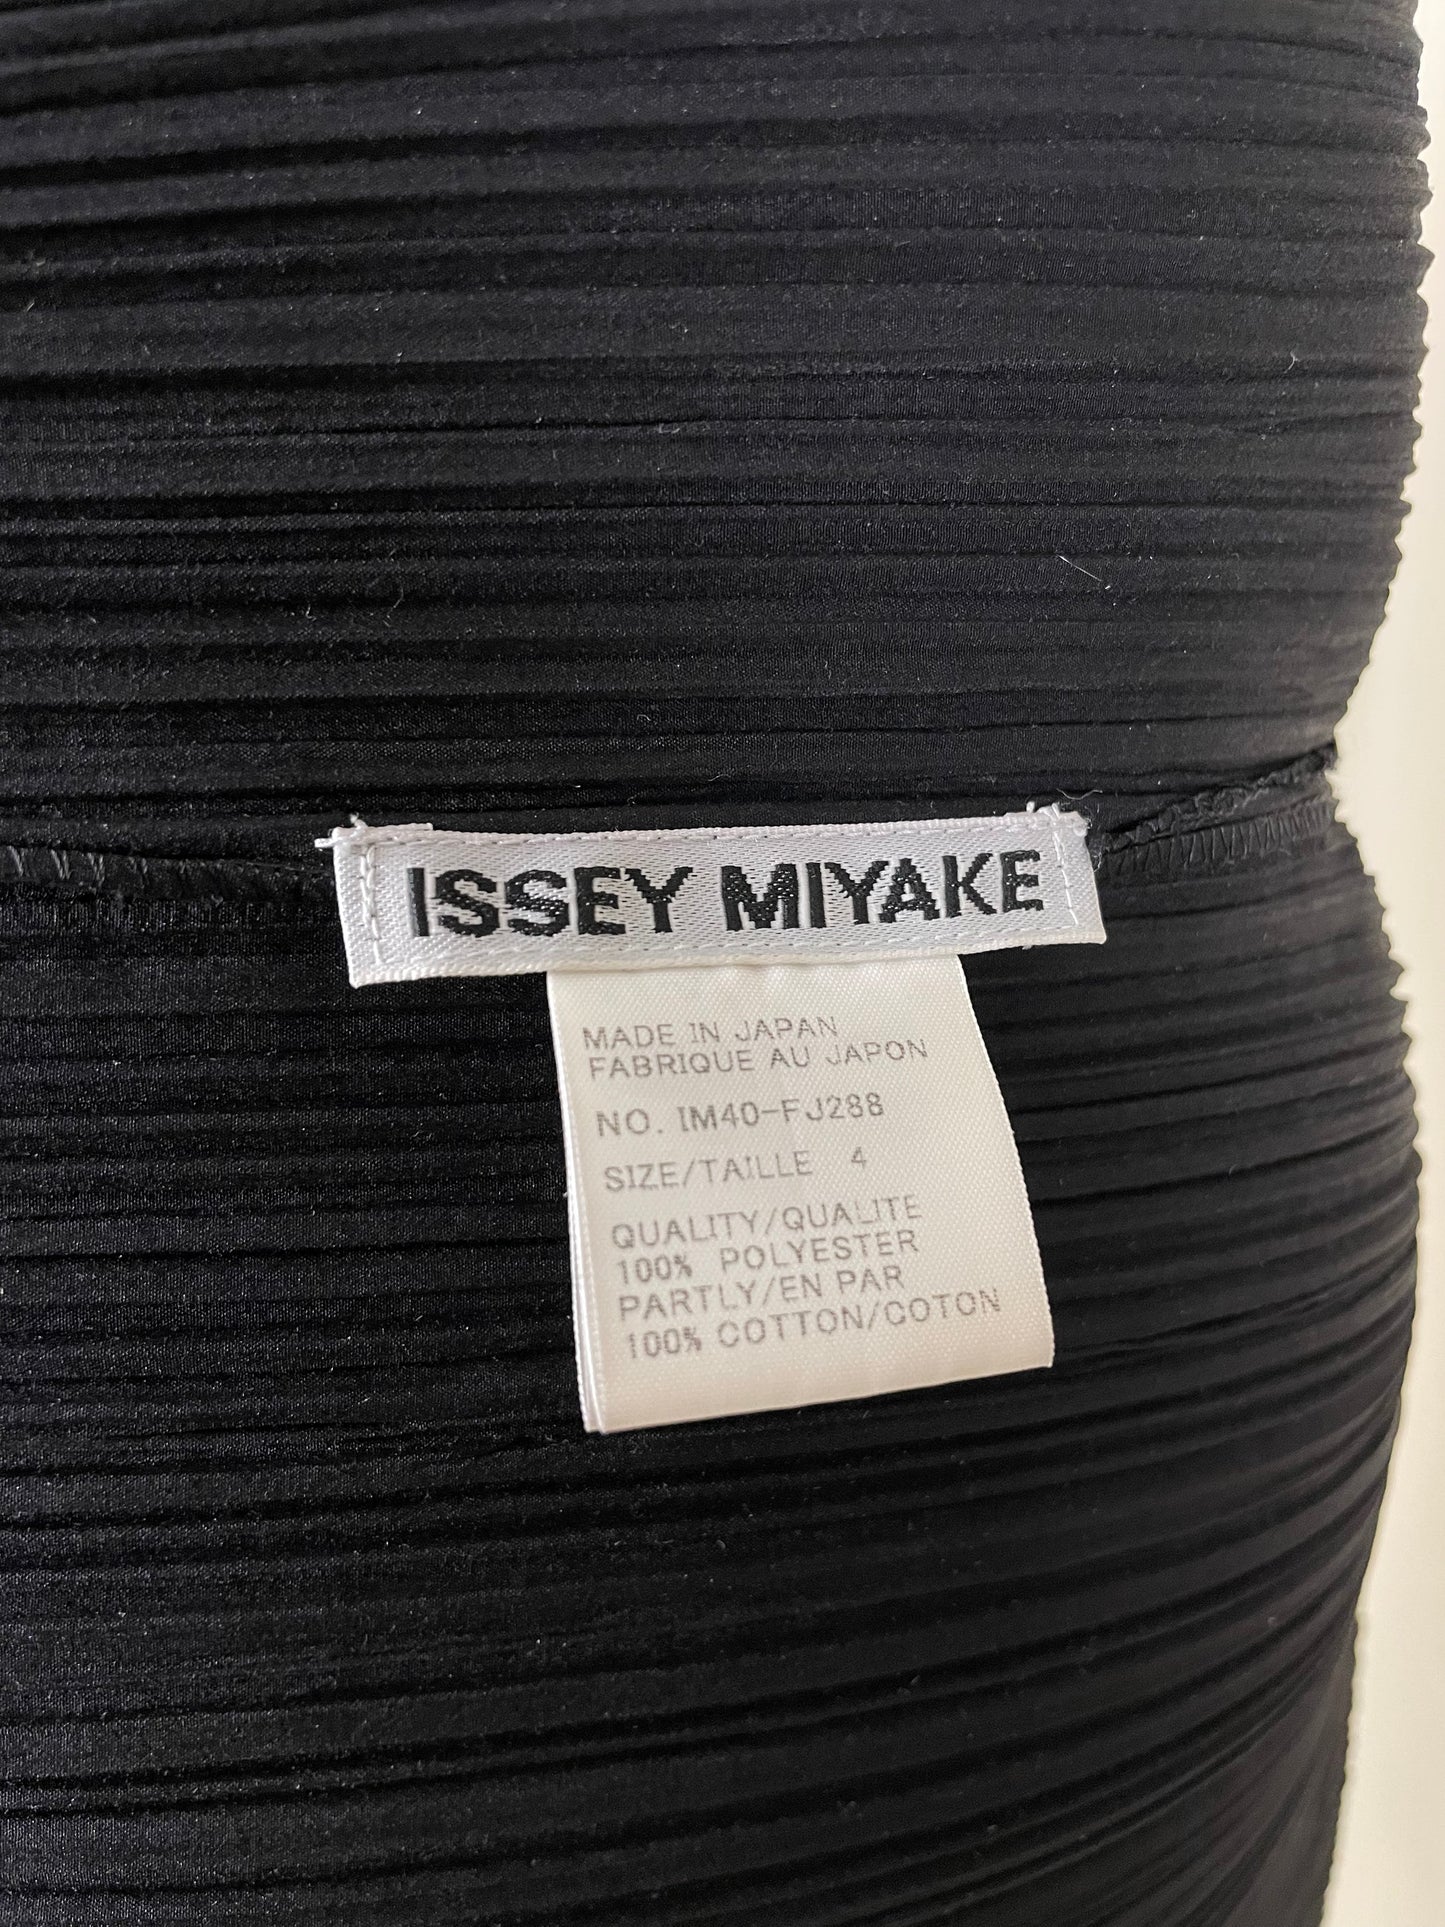 ISSEY MIYAKE
MADE IN JAPAN
FABRIQUE AU JAPON
NO. IM40-FJ288
SIZE/TAILLE 4
QUALITY/QUALITE
100% POLYESTER
PARTLY/EN PAR
100% COTTON/COTON